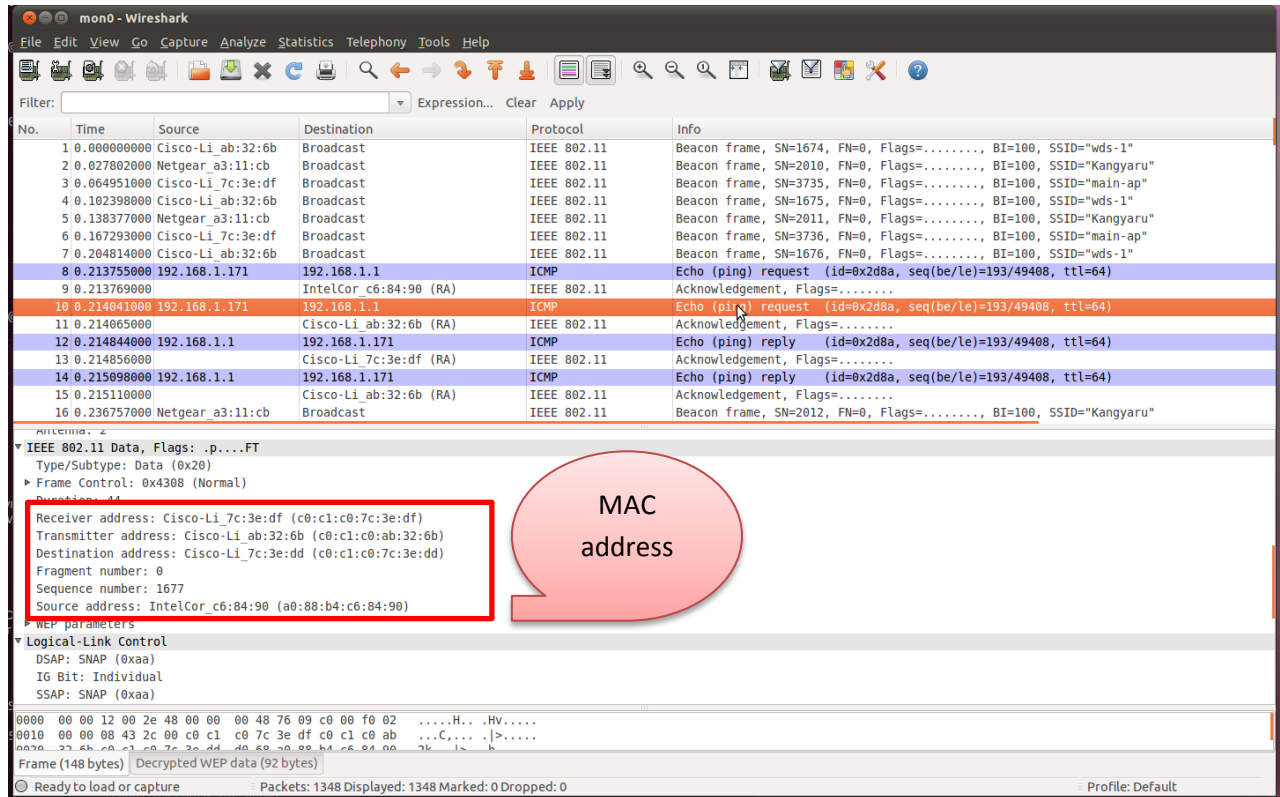 mon0 - Wireshark
File Edit View Go Capture Analyze Statistics Telephony Tools Help
Filter: Expression... Clear Apply
No. Time Source Destination Protocol Info
1 0.000000000 Cisco-Li_ab:32:6b Broadcast IEEE 802.11 Beacon frame, SN=1674, FN=0, Flags=........, BI=100, SSID="wds-1"
2 0.027802000 Netgear_a3:11:cb Broadcast IEEE 802.11 Beacon frame, SN=2010, FN=0, Flags=........, BI=100, SSID="Kangyaru"
3 0.064951000 Cisco-Li_7c:3e:df Broadcast IEEE 802.11 Beacon frame, SN=3735, FN=0, Flags=........, BI=100, SSID="main-ap"
4 0.102398000 Cisco-Li_ab:32:6b Broadcast IEEE 802.11 Beacon frame, SN=1675, FN=0, Flags=........, BI=100, SSID="wds-1"
5 0.138377000 Netgear_a3:11:cb Broadcast IEEE 802.11 Beacon frame, SN=2011, FN=0, Flags=........, BI=100, SSID="Kangyaru"
6 0.167293000 Cisco-Li_7c:3e:df Broadcast IEEE 802.11 Beacon frame, SN=3736, FN=0, Flags=........, BI=100, SSID="main-ap"
7 0.204814000 Cisco-Li_ab:32:6b Broadcast IEEE 802.11 Beacon frame, SN=1676, FN=0, Flags=........, BI=100, SSID="wds-1"
8 0.213755000 192.168.1.171 192.168.1.1 ICMP Echo (ping) request (id=0x2d8a, seq(be/le)=193/49408, ttl=64)
9 0.213769000 IntelCor_c6:84:90 (RA) IEEE 802.11 Acknowledgement, Flags=........
10 0.214041000 192.168.1.171 192.168.1.1 ICMP Echo (ping) request (id=0x2d8a, seq(be/le)=193/49408, ttl=64)
11 0.214065000 Cisco-Li_ab:32:6b (RA) IEEE 802.11 Acknowledgement, Flags=........
12 0.214844000 192.168.1.1 192.168.1.171 ICMP Echo (ping) reply (id=0x2d8a, seq(be/le)=193/49408, ttl=64)
13 0.214856000 Cisco-Li_7c:3e:df (RA) IEEE 802.11 Acknowledgement, Flags=........
14 0.215098000 192.168.1.1 192.168.1.171 ICMP Echo (ping) reply (id=0x2d8a, seq(be/le)=193/49408, ttl=64)
15 0.215110000 Cisco-Li_ab:32:6b (RA) IEEE 802.11 Acknowledgement, Flags=........
16 0.236757000 Netgear_a3:11:cb Broadcast IEEE 802.11 Beacon frame, SN=2012, FN=0, Flags=........, BI=100, SSID="Kangyaru"
Antenna: 2
IEEE 802.11 Data, Flags: .p....FT
Type/Subtype: Data (0x20)
Frame Control: 0x4308 (Normal)
Duration: 44
Receiver address: Cisco-Li_7c:3e:df (c0:c1:c0:7c:3e:df)
Transmitter address: Cisco-Li_ab:32:6b (c0:c1:c0:ab:32:6b)
Destination address: Cisco-Li_7c:3e:dd (c0:c1:c0:7c:3e:dd)
Fragment number: 0
Sequence number: 1677
Source address: IntelCor_c6:84:90 (a0:88:b4:c6:84:90)
WEP parameters
Logical-Link Control
DSAP: SNAP (0xaa)
IG Bit: Individual
SSAP: SNAP (0xaa)
MAC
address
0000 00 00 12 00 2e 48 00 00 00 48 76 09 c0 00 f0 02 .....H.. .Hv.....
0010 00 00 08 43 2c 00 c0 c1 c0 7c 3e df c0 c1 c0 ab ...C,... .|>.....
0020 32 6b c0 c1 c0 7c 3e dd d0 68 a0 88 b4 c6 84 90 2k...|>. .h......
Frame (148 bytes) Decrypted WEP data (92 bytes)
Ready to load or capture Packets: 1348 Displayed: 1348 Marked: 0 Dropped: 0 Profile: Default